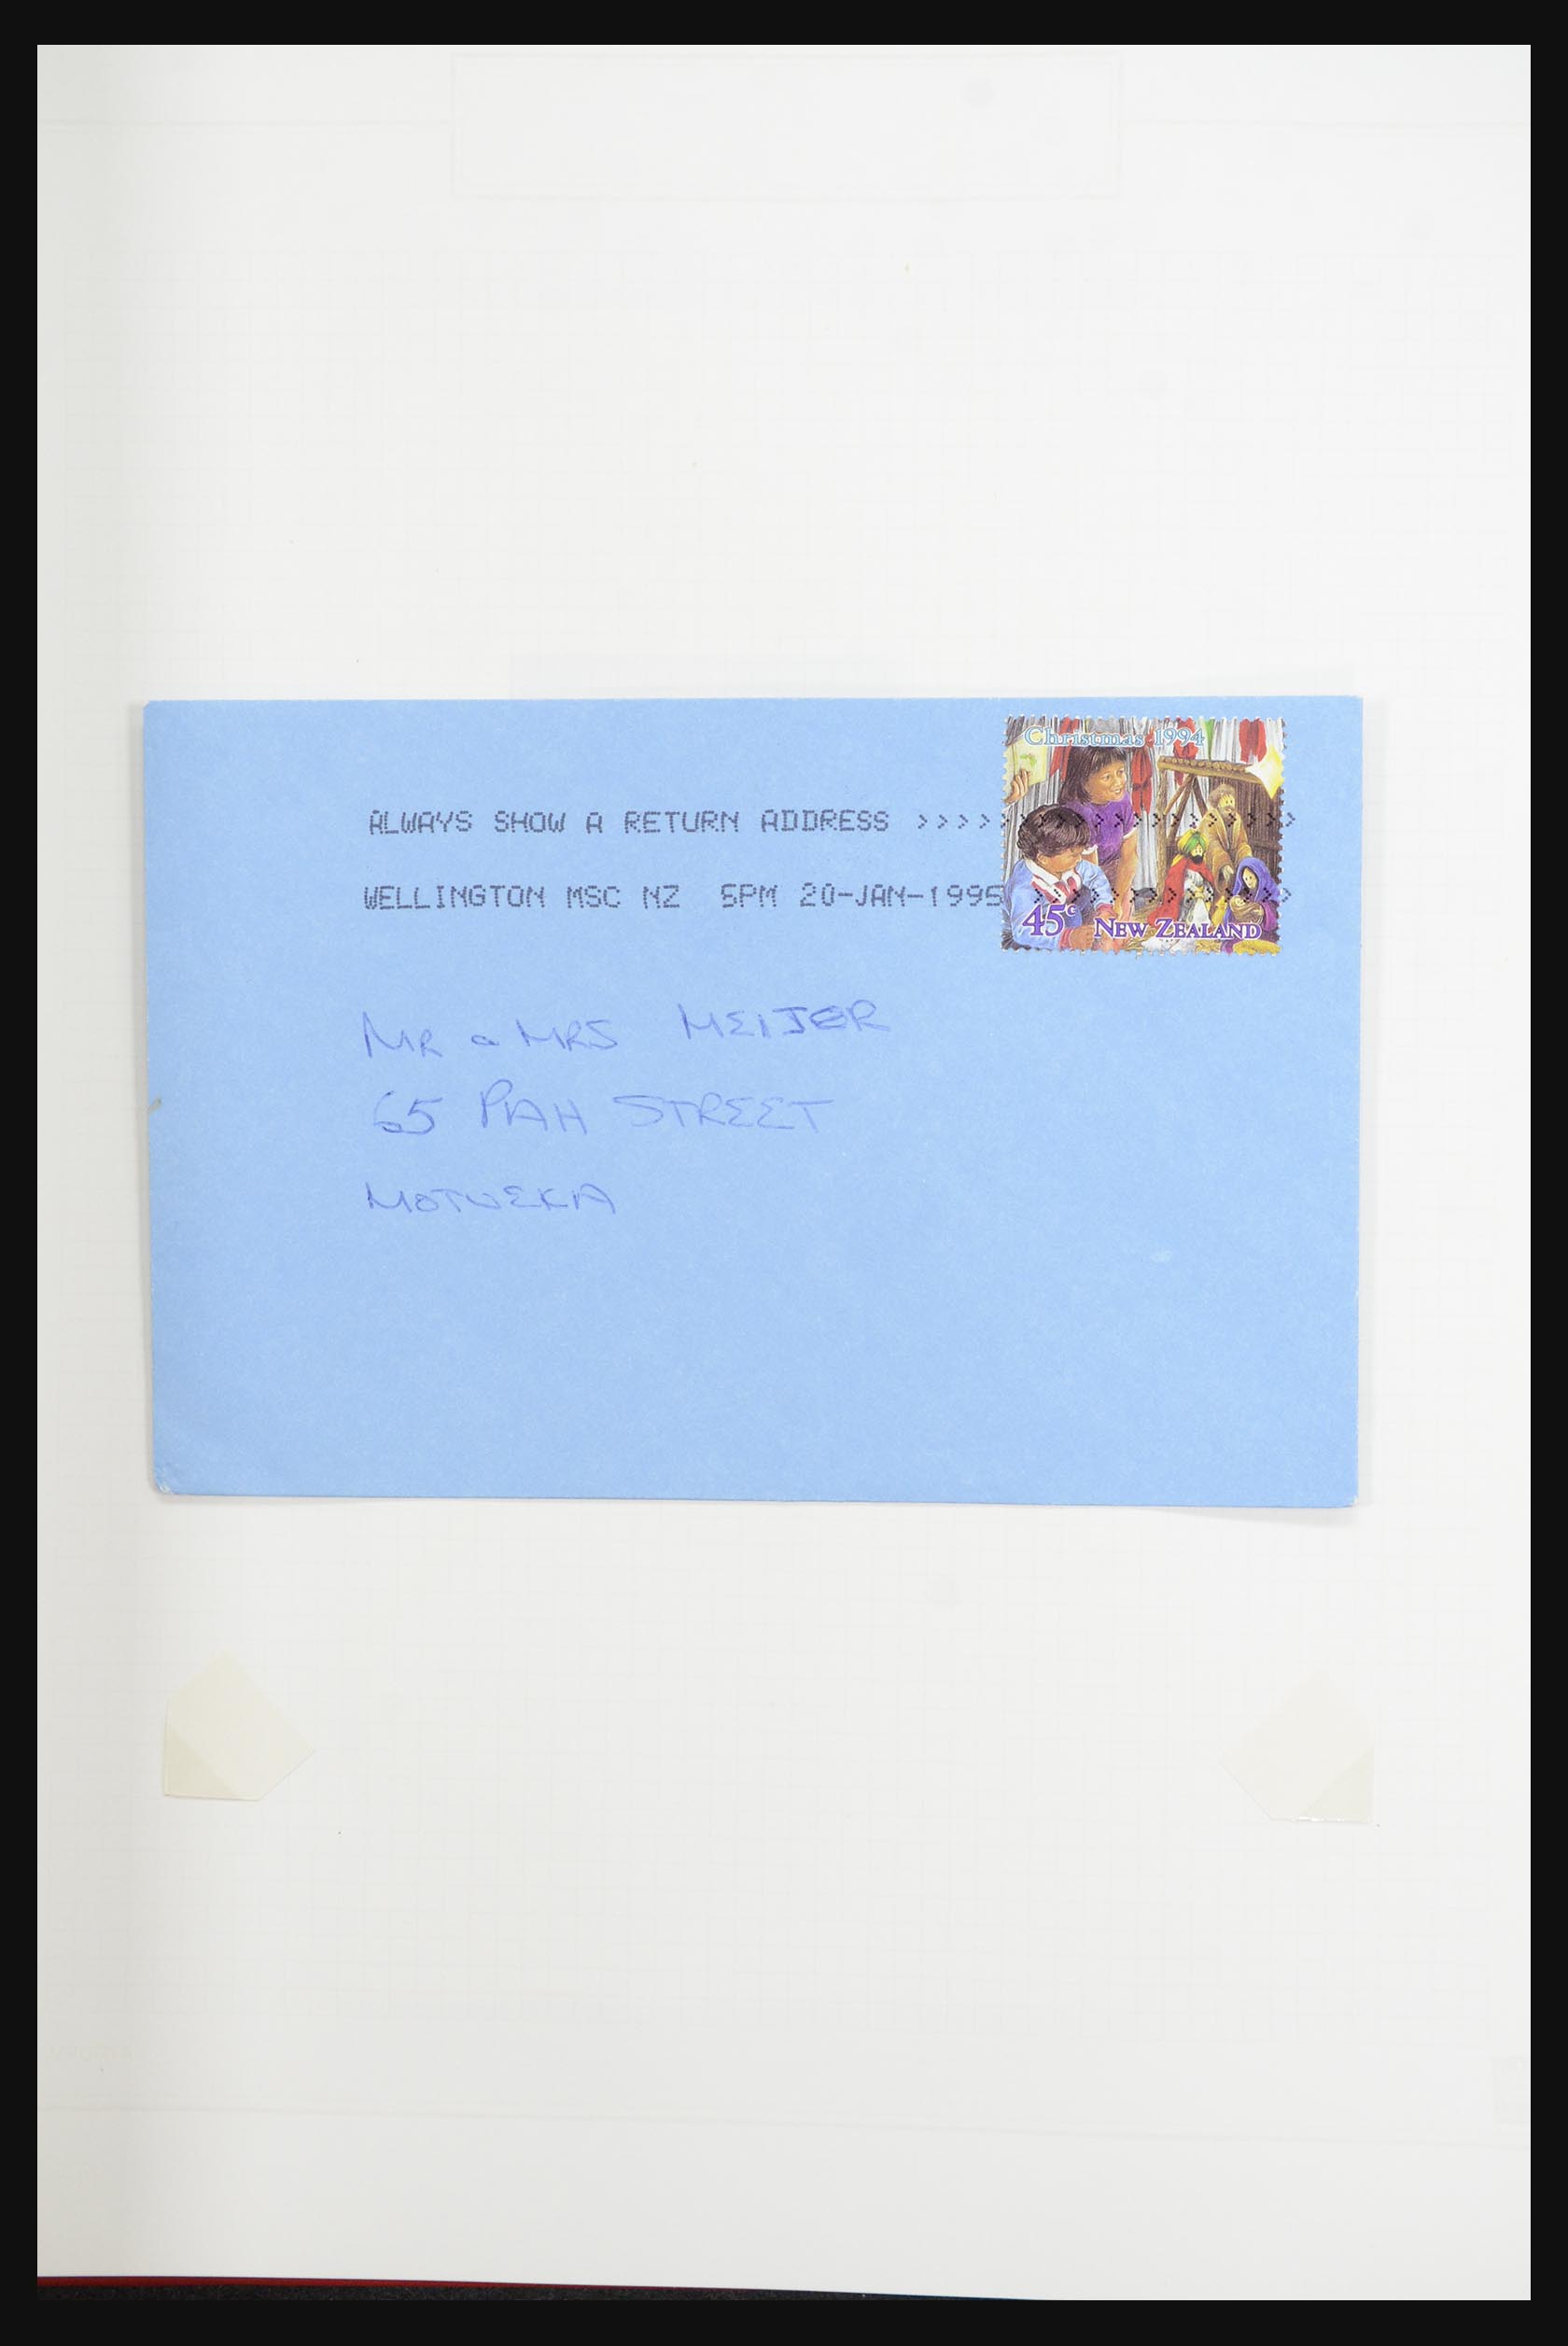 Christmas 1994
ALWAYS SHOW A RETURN ADDRESS >>>>>>>>>>>>>>>>>>>>
WELLINGTON MSC NZ 5PM 20-JAN-1995
45c NEW ZEALAND
MR & MRS MEIJER
65 PAH STREET
MOTUEKA